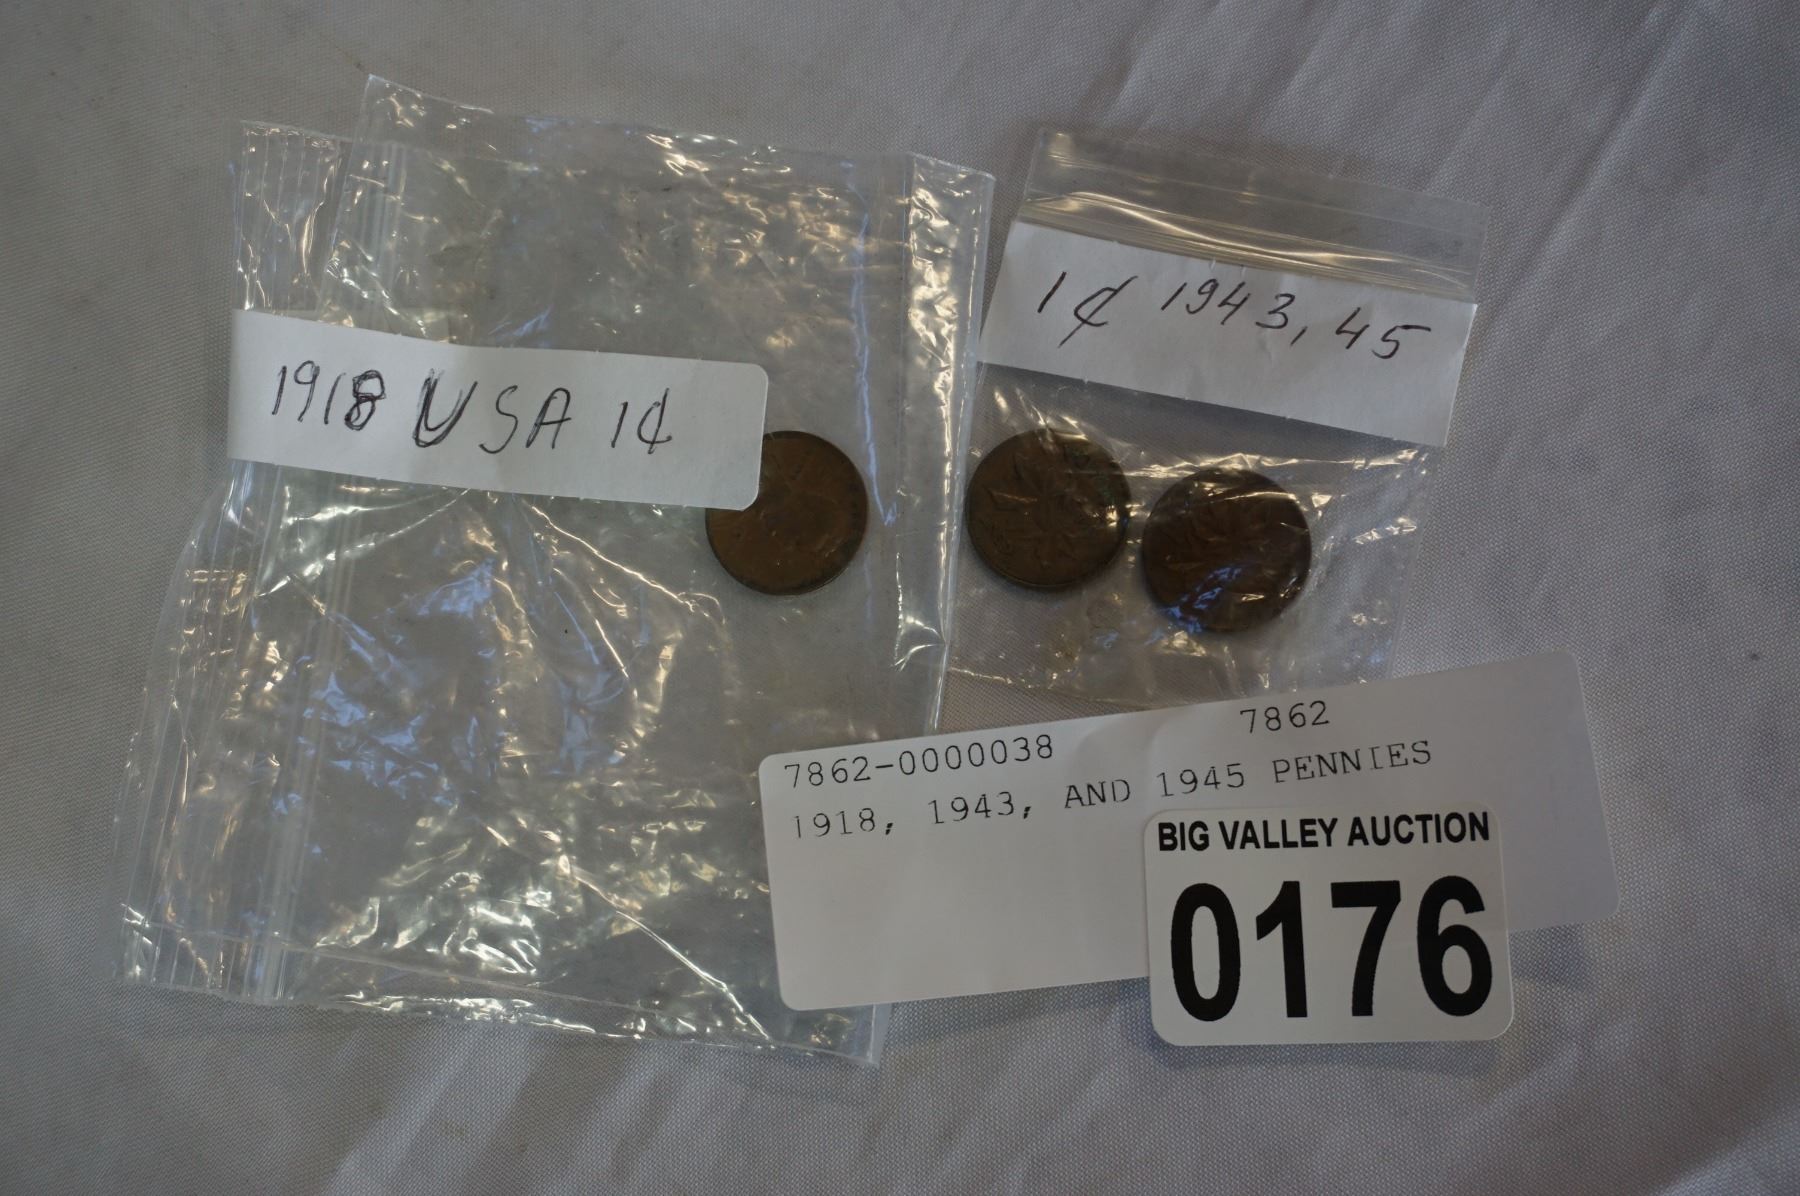 1918 USA 1¢
1¢ 1943, 45
7862-0000038 7862
1918, 1943, AND 1945 PENNIES
BIG VALLEY AUCTION
0176